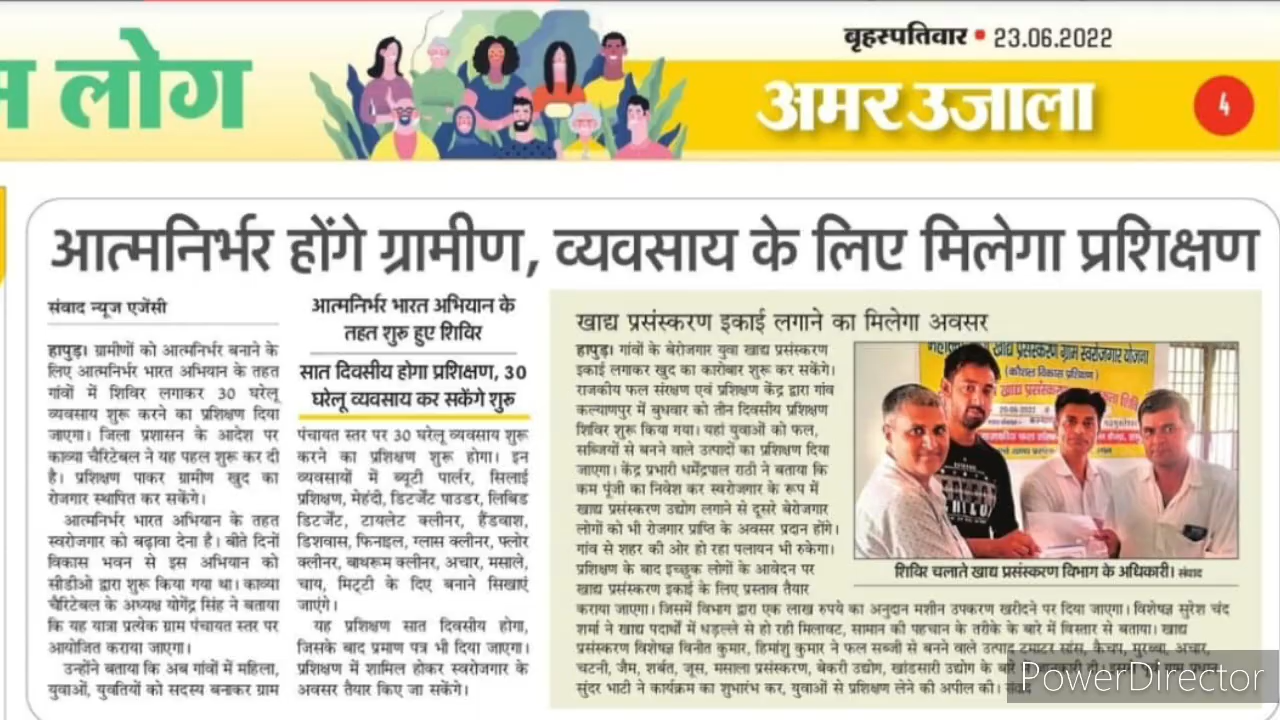 म लोग
बृहस्पतिवार • 23.06.2022
अमर उजाला
4
आत्मनिर्भर होंगे ग्रामीण, व्यवसाय के लिए मिलेगा प्रशिक्षण
संवाद न्यूज एजेंसी
हापुड़। ग्रामीणों को आत्मनिर्भर बनाने के
लिए आत्मनिर्भर भारत अभियान के तहत
गांवों में शिविर लगाकर 30 घरेलू
व्यवसाय शुरू करने का प्रशिक्षण दिया
जाएगा। जिला प्रशासन के आदेश पर
काव्या चैरिटेबल ने यह पहल शुरू कर दी
है। प्रशिक्षण पाकर ग्रामीण खुद का
रोजगार स्थापित कर सकेंगे।
आत्मनिर्भर भारत अभियान के तहत
स्वरोजगार को बढ़ावा देना है। बीते दिनों
विकास भवन से इस अभियान को
सीडीओ द्वारा शुरू किया गया था। काव्या
चैरिटेबल के अध्यक्ष योगेंद्र सिंह ने बताया
कि यह यात्रा प्रत्येक ग्राम पंचायत स्तर पर
आयोजित कराया जाएगा।
उन्होंने बताया कि अब गांवों में महिला,
युवाओं, युवतियों को सदस्य बनाकर ग्राम
आत्मनिर्भर भारत अभियान के
तहत शुरू हुए शिविर
सात दिवसीय होगा प्रशिक्षण, 30
घरेलू व्यवसाय कर सकेंगे शुरू
पंचायत स्तर पर 30 घरेलू व्यवसाय शुरू
करने का प्रशिक्षण शुरू होगा। इन
व्यवसायों में ब्यूटी पार्लर, सिलाई
प्रशिक्षण, मेहंदी, डिटर्जेंट पाउडर, लिक्विड
डिटर्जेंट, टायलेट क्लीनर, हैंडवाश,
डिशवास, फिनाइल, ग्लास क्लीनर, फ्लोर
क्लीनर, बाथरूम क्लीनर, अचार, मसाले,
चाय, मिट्टी के दिए बनाने सिखाएं
जाएंगे।
यह प्रशिक्षण सात दिवसीय होगा,
जिसके बाद प्रमाण पत्र भी दिया जाएगा।
प्रशिक्षण में शामिल होकर स्वरोजगार के
अवसर तैयार किए जा सकेंगे।
खाद्य प्रसंस्करण इकाई लगाने का मिलेगा अवसर
हापुड़। गांवों के बेरोजगार युवा खाद्य प्रसंस्करण
इकाई लगाकर खुद का कारोबार शुरू कर सकेंगे।
राजकीय फल संरक्षण एवं प्रशिक्षण केंद्र द्वारा गांव
कल्याणपुर में बुधवार को तीन दिवसीय प्रशिक्षण
शिविर शुरू किया गया। यहां युवाओं को फल,
सब्जियों से बनने वाले उत्पादों का प्रशिक्षण दिया
जाएगा। केंद्र प्रभारी धर्मेंद्रपाल राठी ने बताया कि
कम पूंजी का निवेश कर स्वरोजगार के रूप में
खाद्य प्रसंस्करण उद्योग लगाने से दूसरे बेरोजगार
लोगों को भी रोजगार प्राप्ति के अवसर प्रदान होंगे।
गांव से शहर की ओर हो रहा पलायन भी रुकेगा।
प्रशिक्षण के बाद इच्छुक लोगों के आवेदन पर
खाद्य प्रसंस्करण इकाई के लिए प्रस्ताव तैयार
कराया जाएगा। जिसमें विभाग द्वारा एक लाख रुपये का अनुदान मशीन उपकरण खरीदने पर दिया जाएगा। विशेषज्ञ सुरेश चंद
शर्मा ने खाद्य पदार्थों में धड़ल्ले से हो रही मिलावट, सामान की पहचान के तरीके के बारे में विस्तार से बताया। खाद्य
प्रसंस्करण विशेषज्ञ विनीत कुमार, हिमांशु कुमार ने फल सब्जी से बनने वाले उत्पाद टमाटर सॉस, कैचप, मुरब्बा, अचार,
चटनी, जैम, शर्बत, जूस, मसाला प्रसंस्करण, बेकरी उद्योग, खांडसारी उद्योग के बारे
सुंदर भाटी ने कार्यक्रम का शुभारंभ कर, युवाओं से प्रशिक्षण लेने की अपील की। संवाद
खाद्य प्रसंस्करण ग्राम स्वरोजगार योजना
(कौशल विकास प्रशिक्षण)
खाद्य प्रसंस्करण
शिविर चलाते खाद्य प्रसंस्करण विभाग के अधिकारी। संवाद
PowerDirector